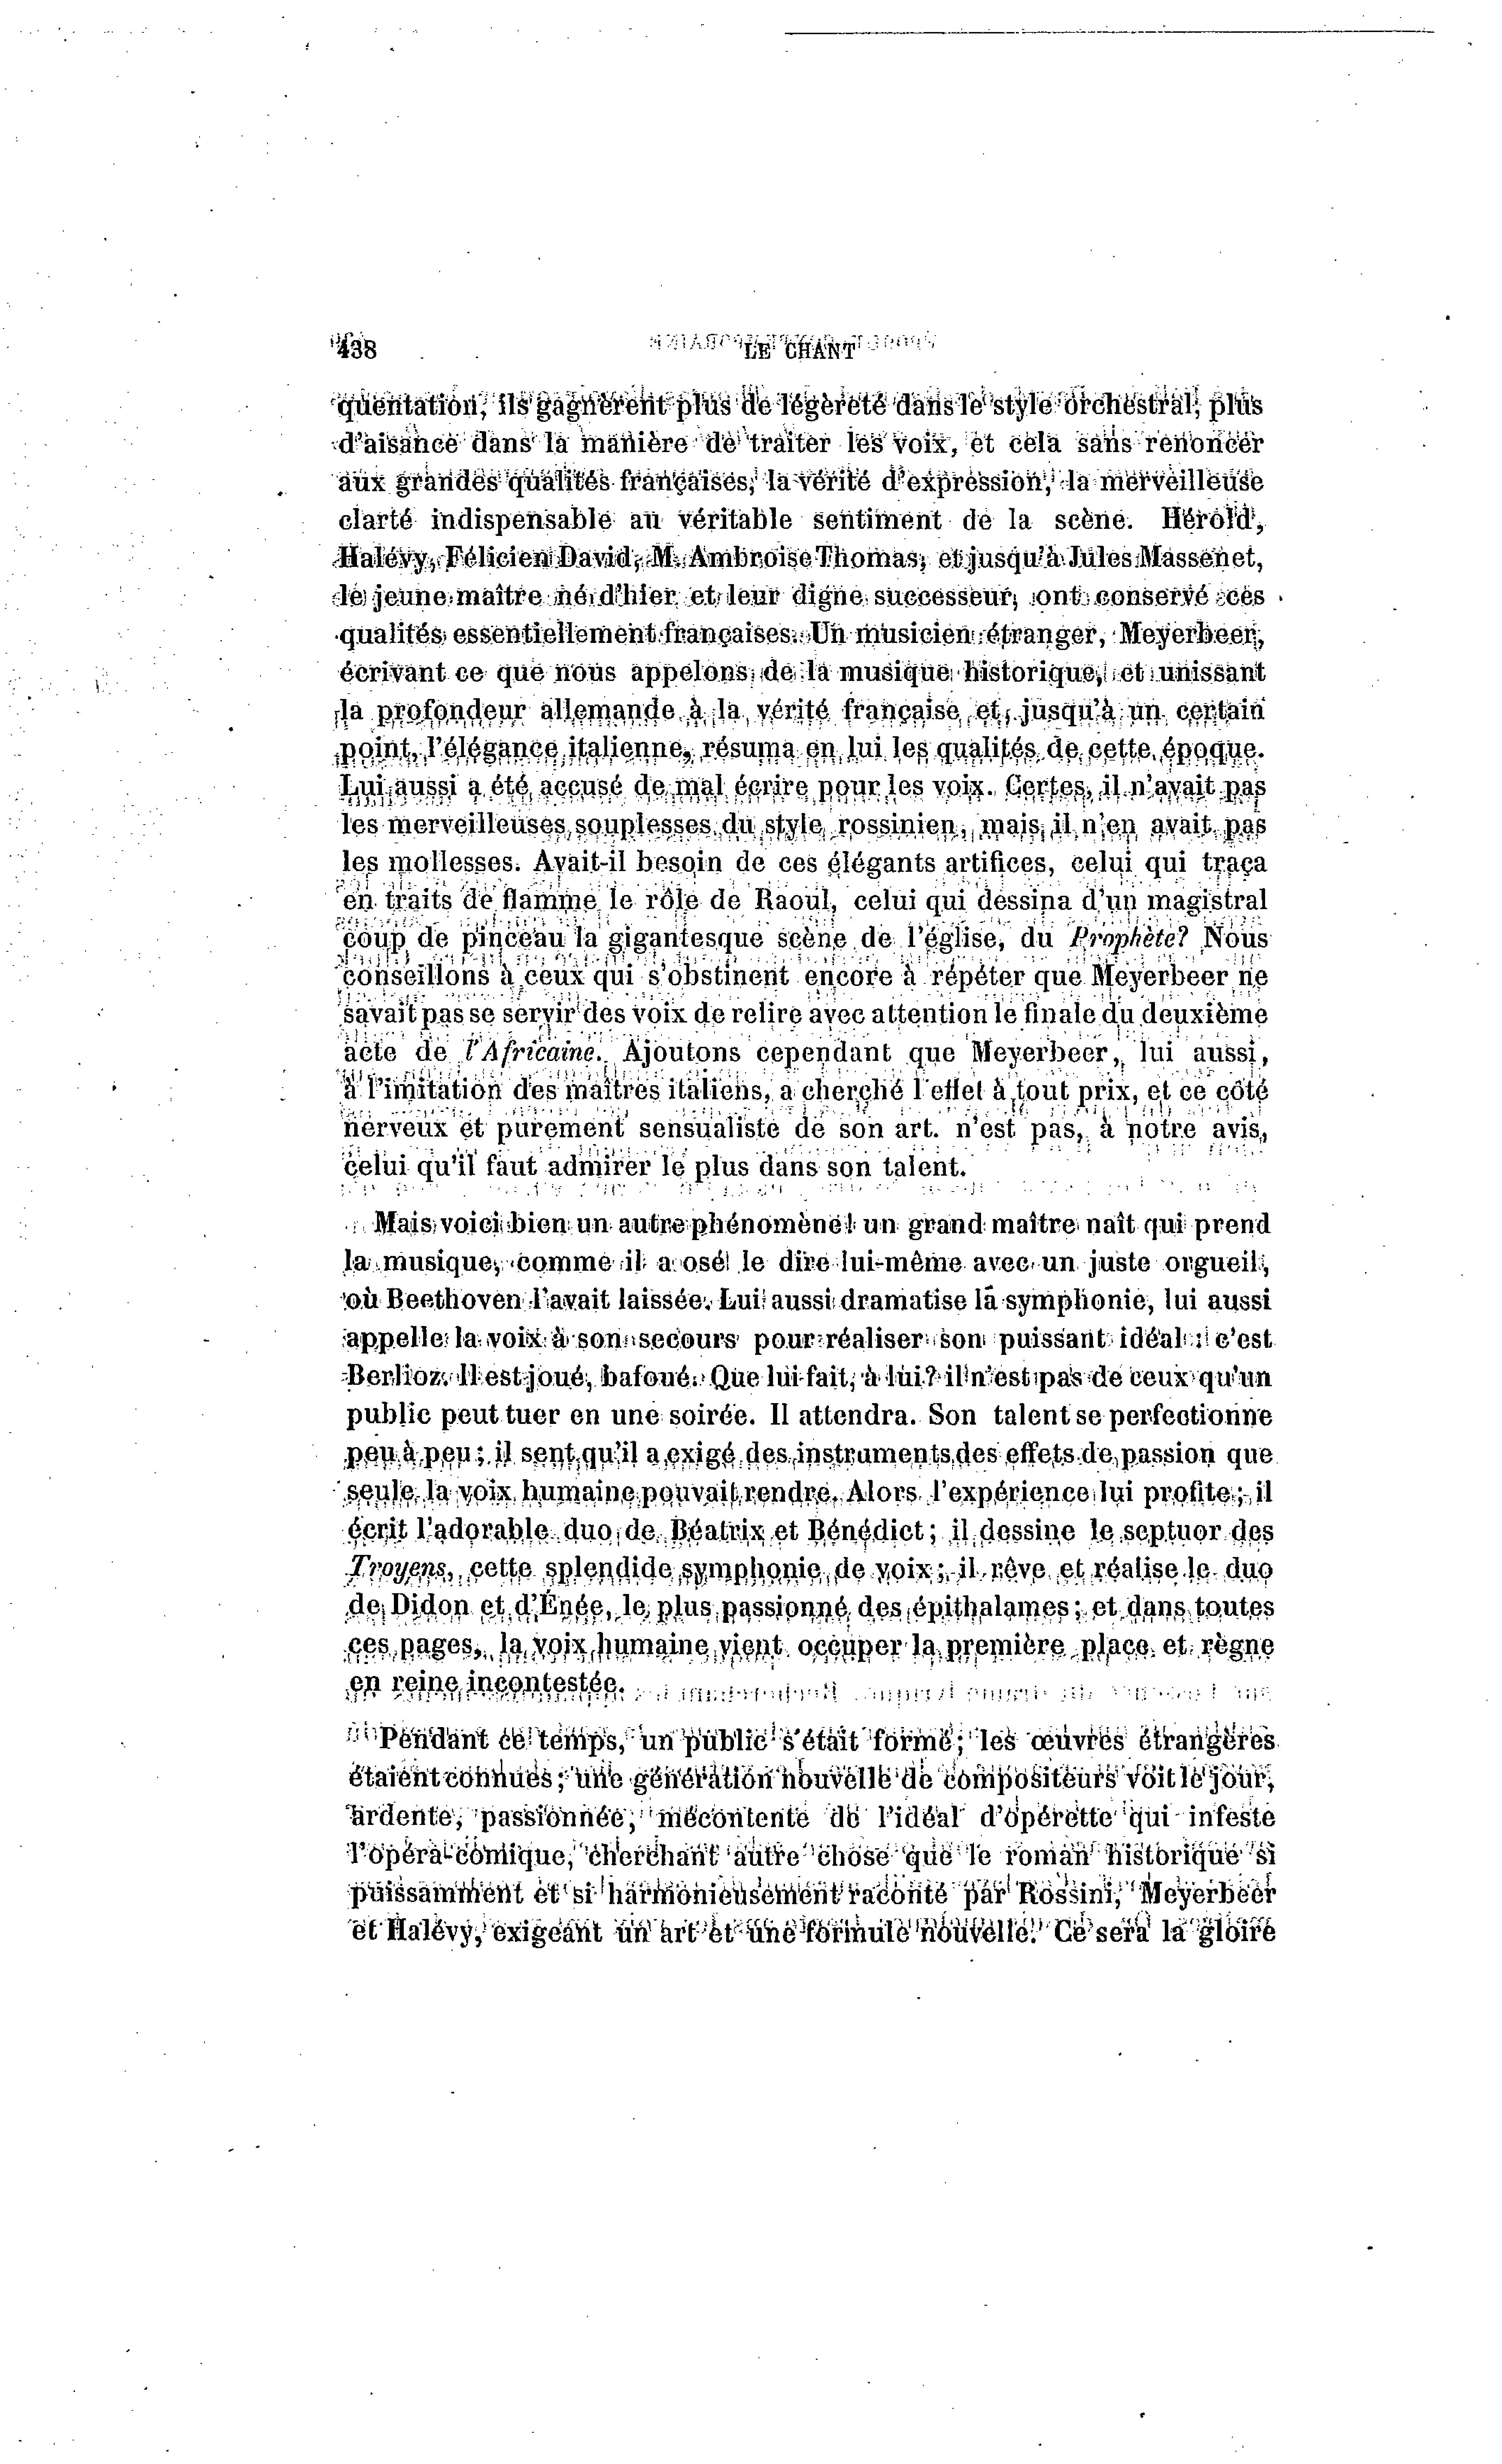 438 LE CHANT
quentation, ils gagnèrent plus de légèreté dans le style orchestral, plus
d'aisance dans la manière de traiter les voix, et cela sans renoncer
aux grandes qualités françaises, la vérité d'expression, la merveilleuse
clarté indispensable au véritable sentiment de la scène. Hérold,
Halévy, Félicien David, M. Ambroise Thomas, et jusqu'à Jules Massenet,
le jeune maître né d'hier et leur digne successeur, ont conservé ces
qualités essentiellement françaises. Un musicien étranger, Meyerbeer,
écrivant ce que nous appelons de la musique historique, et unissant
la profondeur allemande à la vérité française et, jusqu'à un certain
point, l'élégance italienne, résuma en lui les qualités de cette époque.
Lui aussi a été accusé de mal écrire pour les voix. Certes, il n'avait pas
les merveilleuses souplesses du style rossinien, mais il n'en avait pas
les mollesses. Avait-il besoin de ces élégants artifices, celui qui traça
en traits de flamme le rôle de Raoul, celui qui dessina d'un magistral
coup de pinceau la gigantesque scène de l'église, du Prophète? Nous
conseillons à ceux qui s'obstinent encore à répéter que Meyerbeer ne
savait pas se servir des voix de relire avec attention le finale du deuxième
acte de l'Africaine. Ajoutons cependant que Meyerbeer, lui aussi,
à l'imitation des maîtres italiens, a cherché l'effet à tout prix, et ce côté
nerveux et purement sensualiste de son art. n'est pas, à notre avis,
celui qu'il faut admirer le plus dans son talent.
Mais voici bien un autre phénomène! un grand maître naît qui prend
la musique, comme il a osé le dire lui-même avec un juste orgueil,
où Beethoven l'avait laissée. Lui aussi dramatise la symphonie, lui aussi
appelle la voix à son secours pour réaliser son puissant idéal : c'est
Berlioz. Il est joué, bafoué. Que lui fait, à lui? il n'est pas de ceux qu'un
public peut tuer en une soirée. Il attendra. Son talent se perfectionne
peu à peu; il sent qu'il a exigé des instruments des effets de passion que
seule la voix humaine pouvait rendre. Alors l'expérience lui profite; il
écrit l'adorable duo de Béatrix et Bénédict; il dessine le septuor des
Troyens, cette splendide symphonie de voix; il rêve et réalise le duo
de Didon et d'Enée, le plus passionné des épithalames; et dans toutes
ces pages, la voix humaine vient occuper la première place et règne
en reine incontestée.
Pendant ce temps, un public s'était formé; les œuvres étrangères
étaient connues; une génération nouvelle de compositeurs voit le jour,
ardente, passionnée, mécontente de l'idéal d'opérette qui infeste
l'opéra comique, cherchant autre chose que le roman historique si
puissamment et si harmonieusement raconté par Rossini, Meyerbeer
et Halévy, exigeant un art et une formule nouvelle. Ce sera la gloire